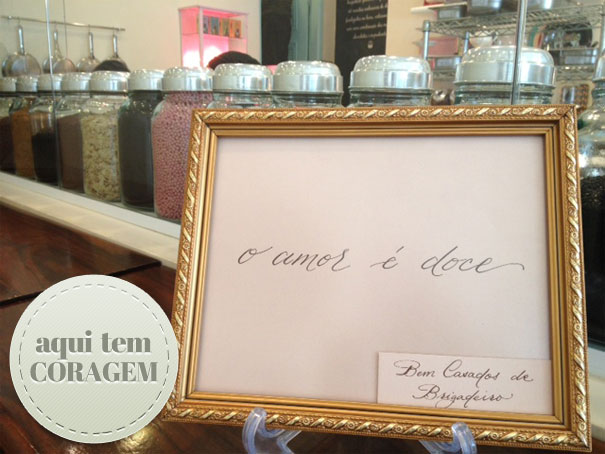 o amor é doce
Bem Casados de
Brigadeiro
aqui tem
CORAGEM